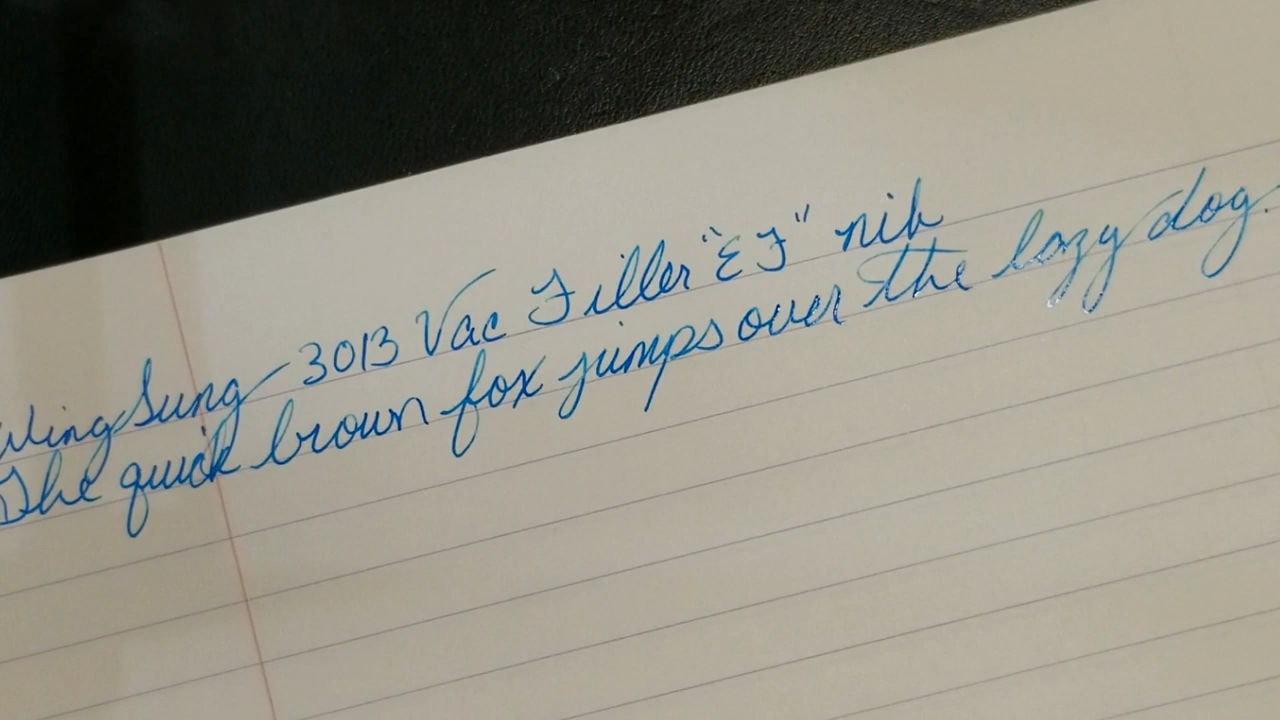 Wing Sung 3013 Vac Filler "EF" nib
The quick brown fox jumps over the lazy dog.